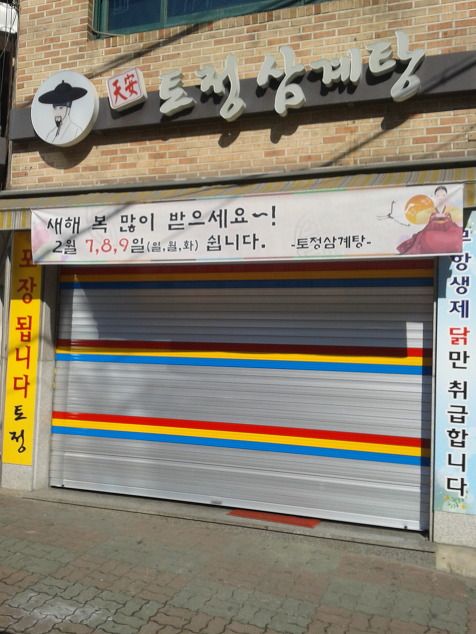 天安 토정 삼계탕
새해 복 많이 받으세요~!
2월 7,8,9일(일,월,화) 쉽니다. -토정삼계탕-
포장 됩니다 토정
무항생제 닭만 취급합니다